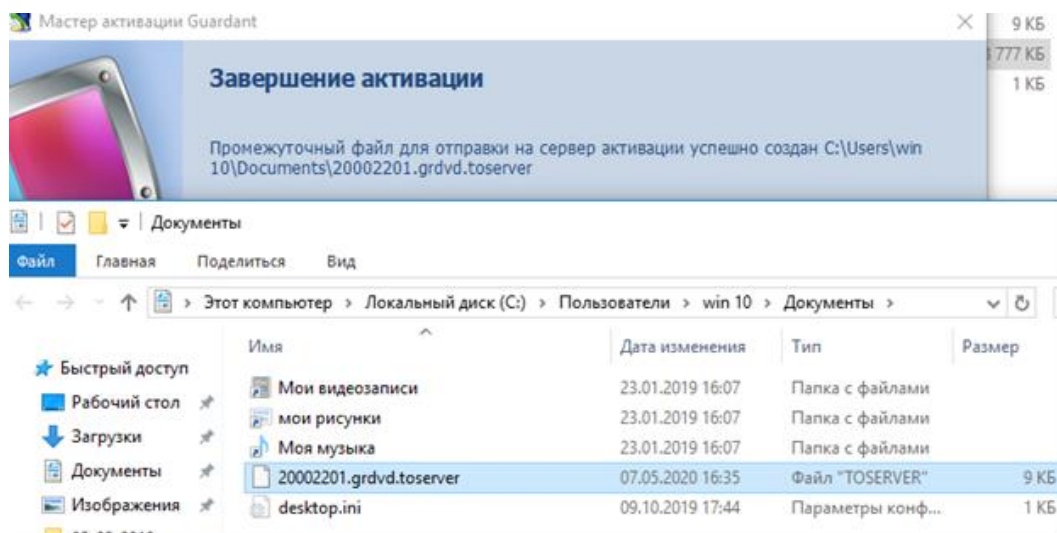 Мастер активации Guardant
9 КБ
777 КБ
1 КБ
Завершение активации
Промежуточный файл для отправки на сервер активации успешно создан C:\Users\win
10\Documents\20002201.grdvd.toserver
Документы
Файл Главная Поделиться Вид
Этот компьютер › Локальный диск (C:) › Пользователи › win 10 › Документы ›
Имя Дата изменения Тип Размер
Быстрый доступ
Рабочий стол
Загрузки
Документы
Изображения
Мои видеозаписи 23.01.2019 16:07 Папка с файлами
мои рисунки 23.01.2019 16:07 Папка с файлами
Моя музыка 23.01.2019 16:07 Папка с файлами
20002201.grdvd.toserver 07.05.2020 16:35 Файл "TOSERVER" 9 КБ
desktop.ini 09.10.2019 17:44 Параметры конф... 1 КБ